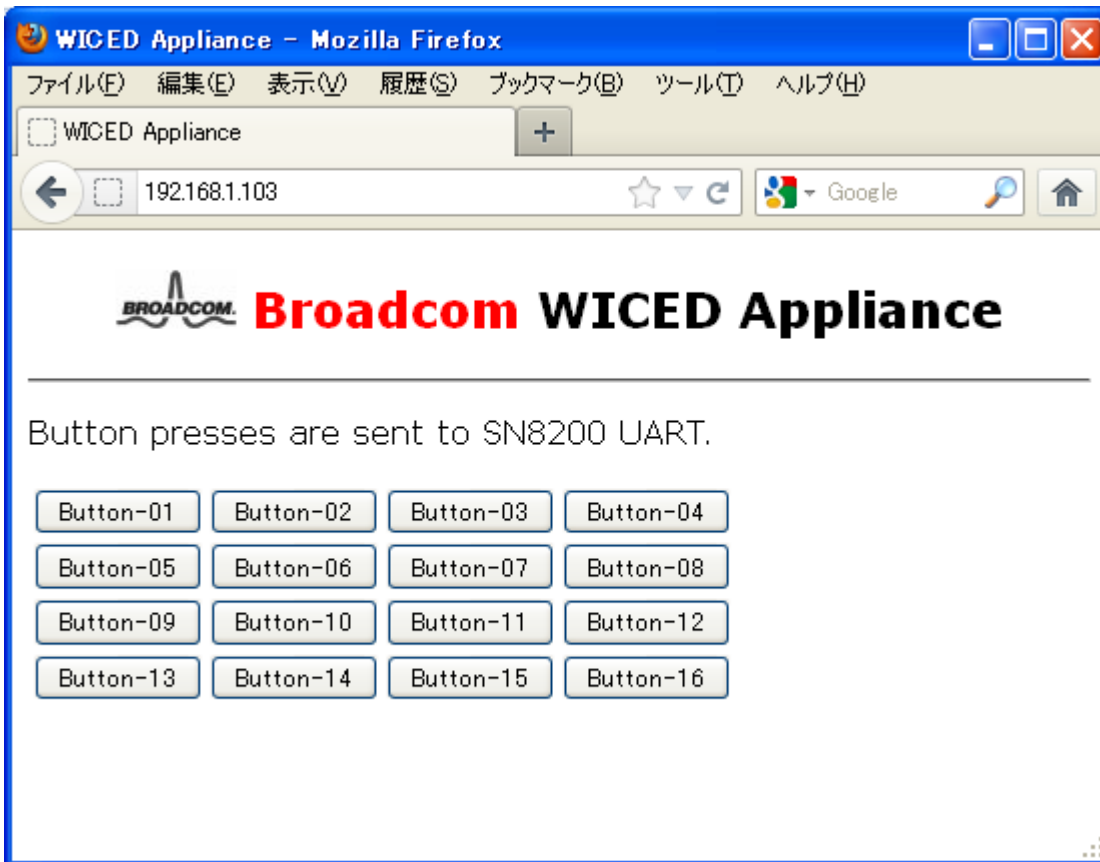 WICED Appliance - Mozilla Firefox
ファイル(F) 編集(E) 表示(V) 履歴(S) ブックマーク(B) ツール(T) ヘルプ(H)
WICED Appliance
192.168.1.103 Google
BROADCOM. Broadcom WICED Appliance
Button presses are sent to SN8200 UART.
Button-01 Button-02 Button-03 Button-04
Button-05 Button-06 Button-07 Button-08
Button-09 Button-10 Button-11 Button-12
Button-13 Button-14 Button-15 Button-16